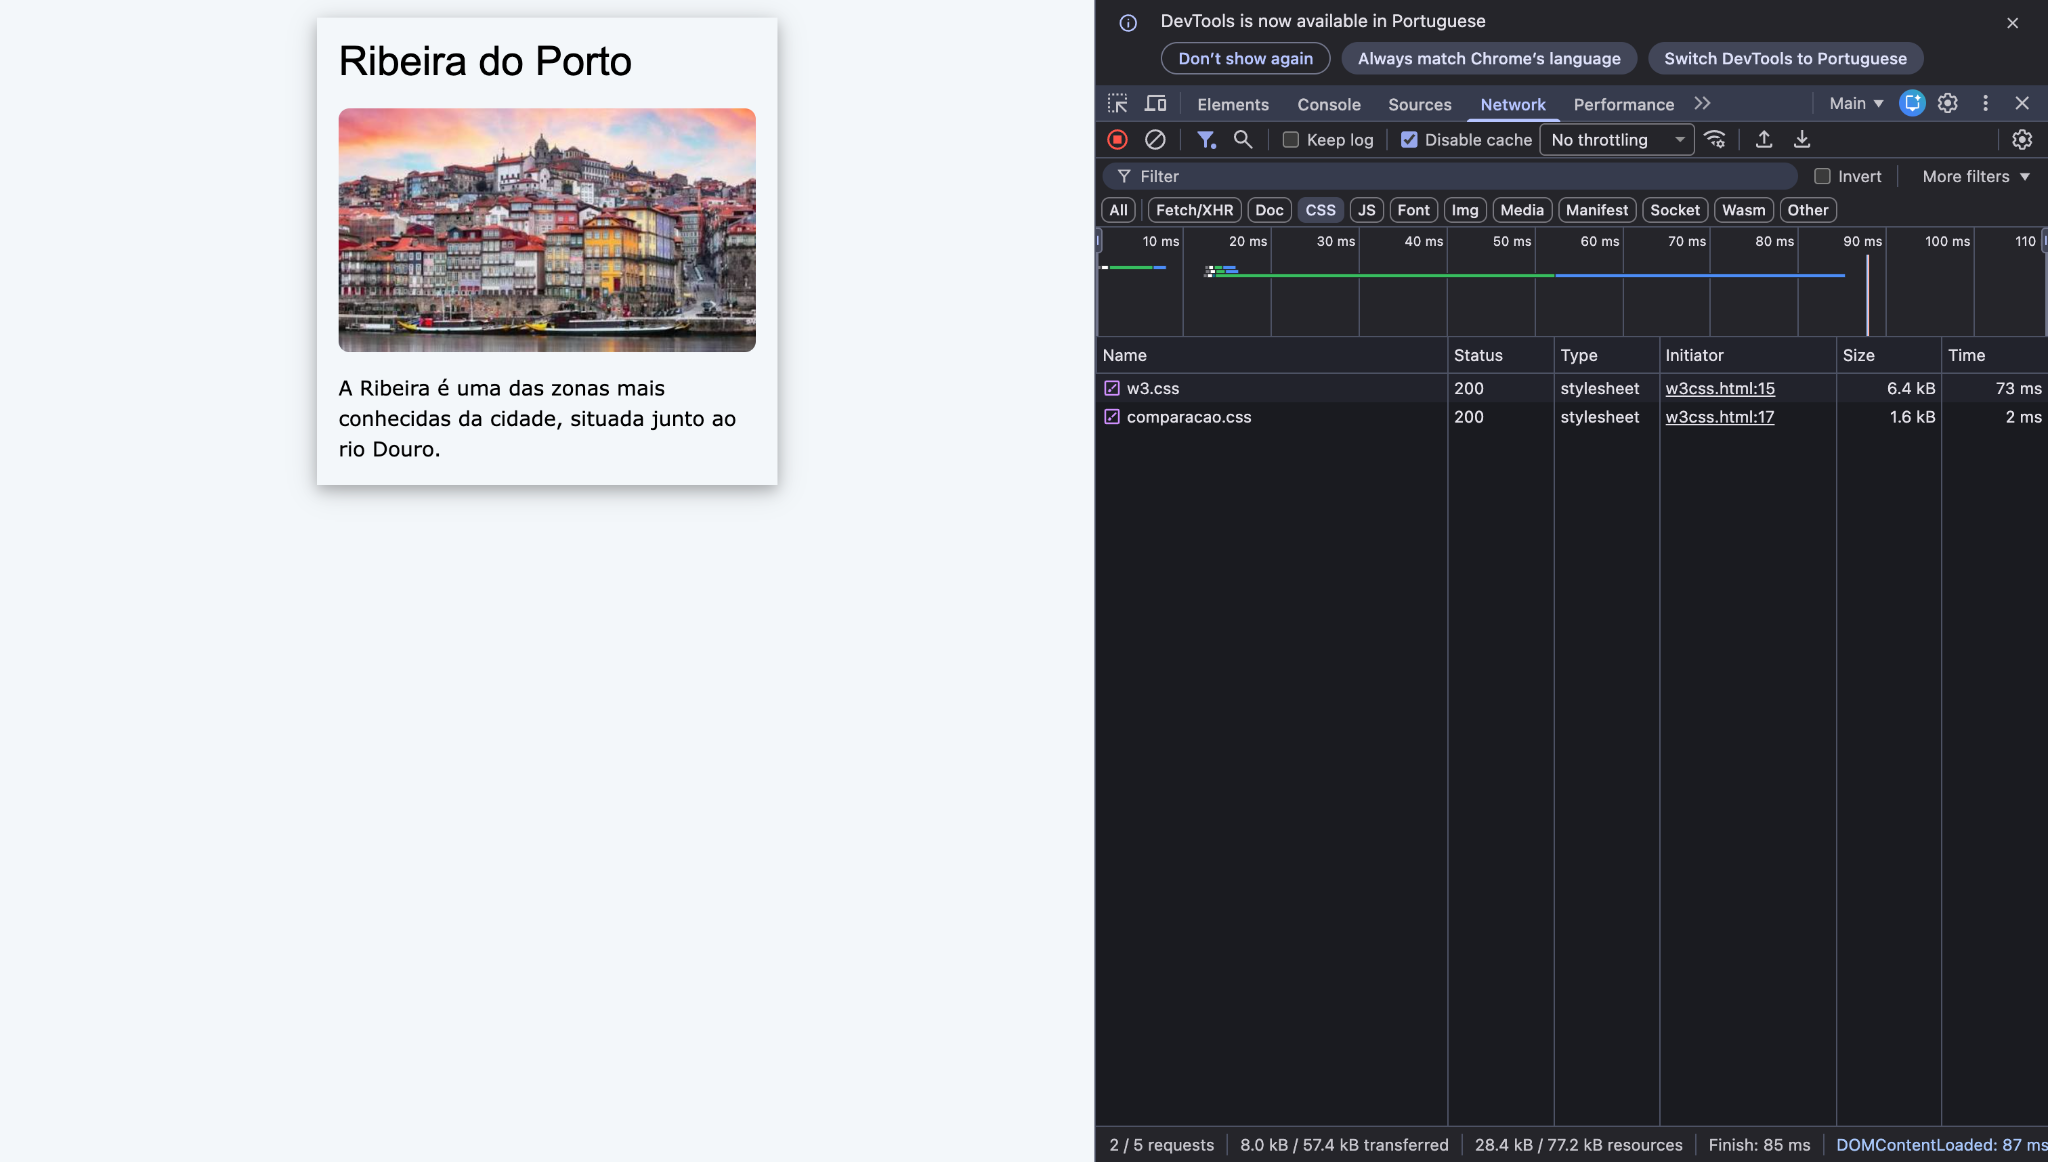 Ribeira do Porto
A Ribeira é uma das zonas mais
conhecidas da cidade, situada junto ao
rio Douro.
DevTools is now available in Portuguese
Don't show again
Always match Chrome's language
Switch DevTools to Portuguese
Elements Console Sources Network Performance Main
Keep log Disable cache No throttling
Filter Invert More filters
All Fetch/XHR Doc CSS JS Font Img Media Manifest Socket Wasm Other
10 ms 20 ms 30 ms 40 ms 50 ms 60 ms 70 ms 80 ms 90 ms 100 ms 110
Name Status Type Initiator Size Time
w3.css 200 stylesheet w3css.html:15 6.4 kB 73 ms
comparacao.css 200 stylesheet w3css.html:17 1.6 kB 2 ms
2 / 5 requests 8.0 kB / 57.4 kB transferred 28.4 kB / 77.2 kB resources Finish: 85 ms DOMContentLoaded: 87 ms